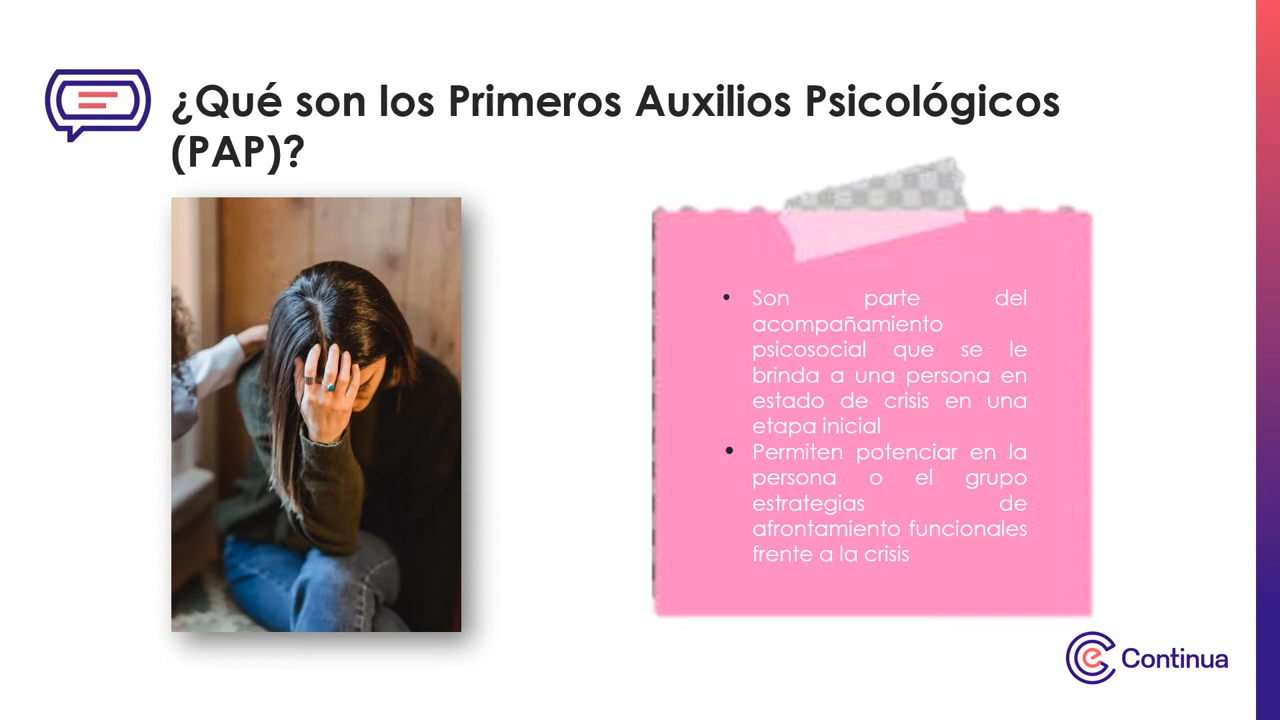 ¿Qué son los Primeros Auxilios Psicológicos
(PAP)?
• Son parte del
acompañamiento
psicosocial que se le
brinda a una persona en
estado de crisis en una
etapa inicial
• Permiten potenciar en la
persona o el grupo
estrategias de
afrontamiento funcionales
frente a la crisis
Continua